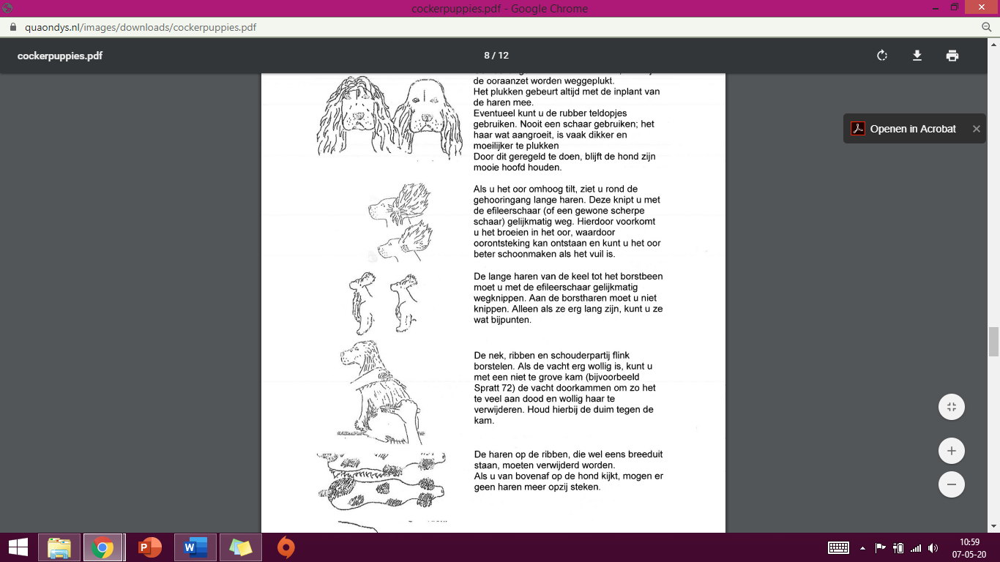 cockerpuppies.pdf - Google Chrome
quaondys.nl/images/downloads/cockerpuppies.pdf
cockerpuppies.pdf
8 / 12
Openen in Acrobat
de ooraanzet worden weggeplukt.
Het plukken gebeurt altijd met de inplant van
de haren mee.
Eventueel kunt u de rubber teldopjes
gebruiken. Nooit een schaar gebruiken; het
haar wat aangroeit, is vaak dikker en
moeilijker te plukken
Door dit geregeld te doen, blijft de hond zijn
mooie hoofd houden.
Als u het oor omhoog tilt, ziet u rond de
gehooringang lange haren. Deze knipt u met
de efileerschaar (of een gewone scherpe
schaar) gelijkmatig weg. Hierdoor voorkomt
u het broeien in het oor, waardoor
oorontsteking kan ontstaan en kunt u het oor
beter schoonmaken als het vuil is.
De lange haren van de keel tot het borstbeen
moet u met de efileerschaar gelijkmatig
wegknippen. Aan de borstharen moet u niet
knippen. Alleen als ze erg lang zijn, kunt u ze
wat bijpunten.
De nek, ribben en schouderpartij flink
borstelen. Als de vacht erg wollig is, kunt u
met een niet te grove kam (bijvoorbeeld
Spratt 72) de vacht doorkammen om zo het
te veel aan dood en wollig haar te
verwijderen. Houd hierbij de duim tegen de
kam.
De haren op de ribben, die wel eens breeduit
staan, moeten verwijderd worden.
Als u van bovenaf op de hond kijkt, mogen er
geen haren meer opzij steken.
10:59
07-05-20